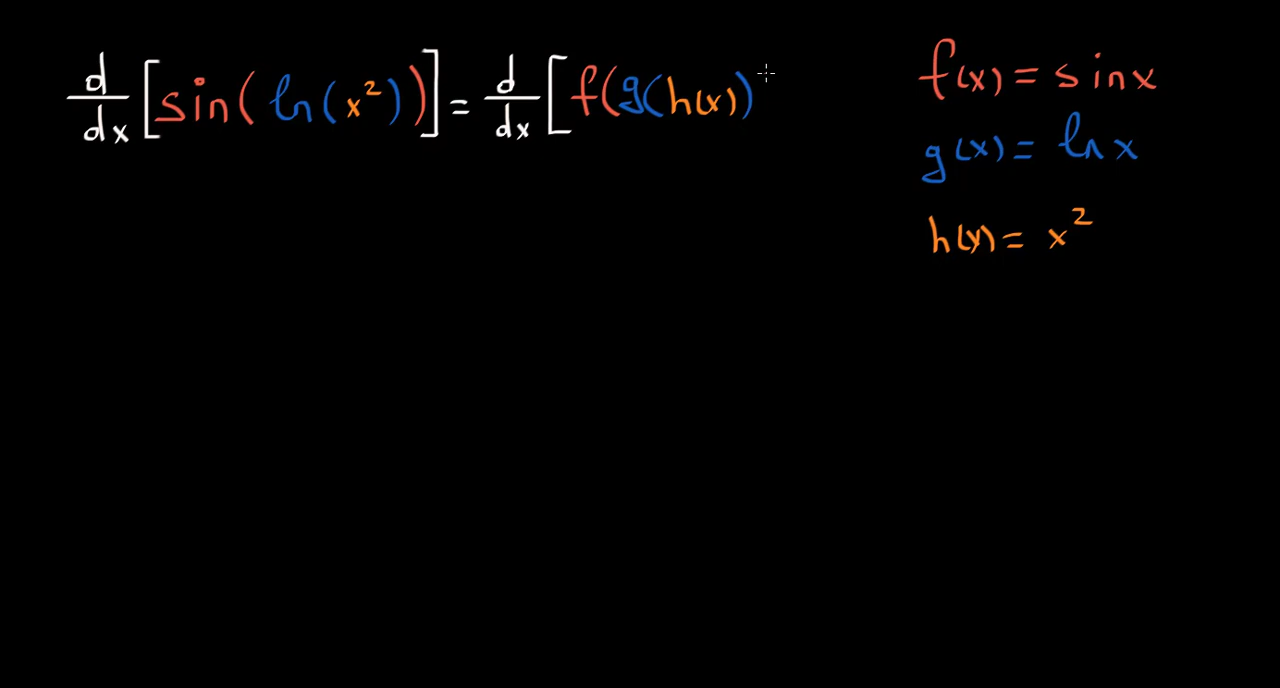 d/dx [sin(ln(x²))] = d/dx [f(g(h(x))
f(x) = sin x
g(x) = ln x
h(x) = x²